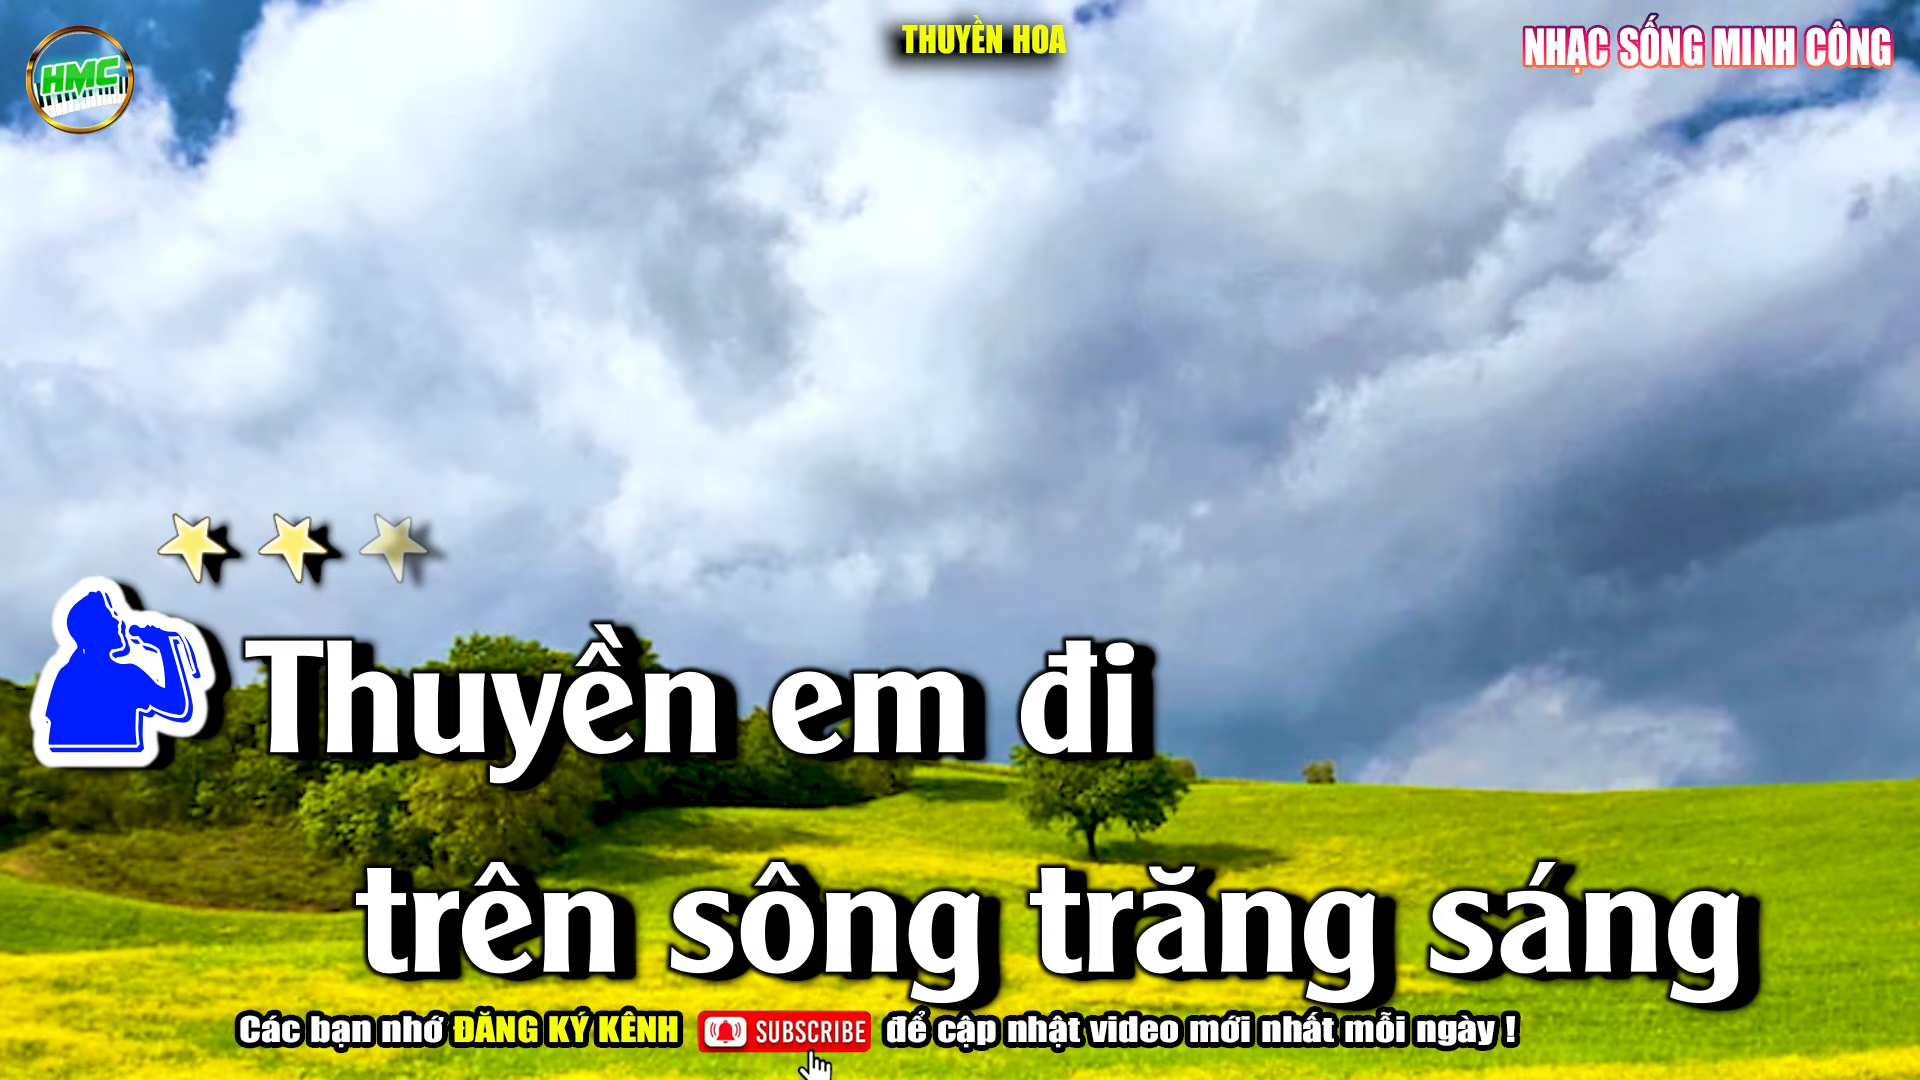 HMC
THUYỀN HOA
NHẠC SỐNG MINH CÔNG
Thuyền em đi
trên sông trăng sáng
Các bạn nhớ ĐĂNG KÝ KÊNH SUBSCRIBE để cập nhật video mới nhất mỗi ngày !